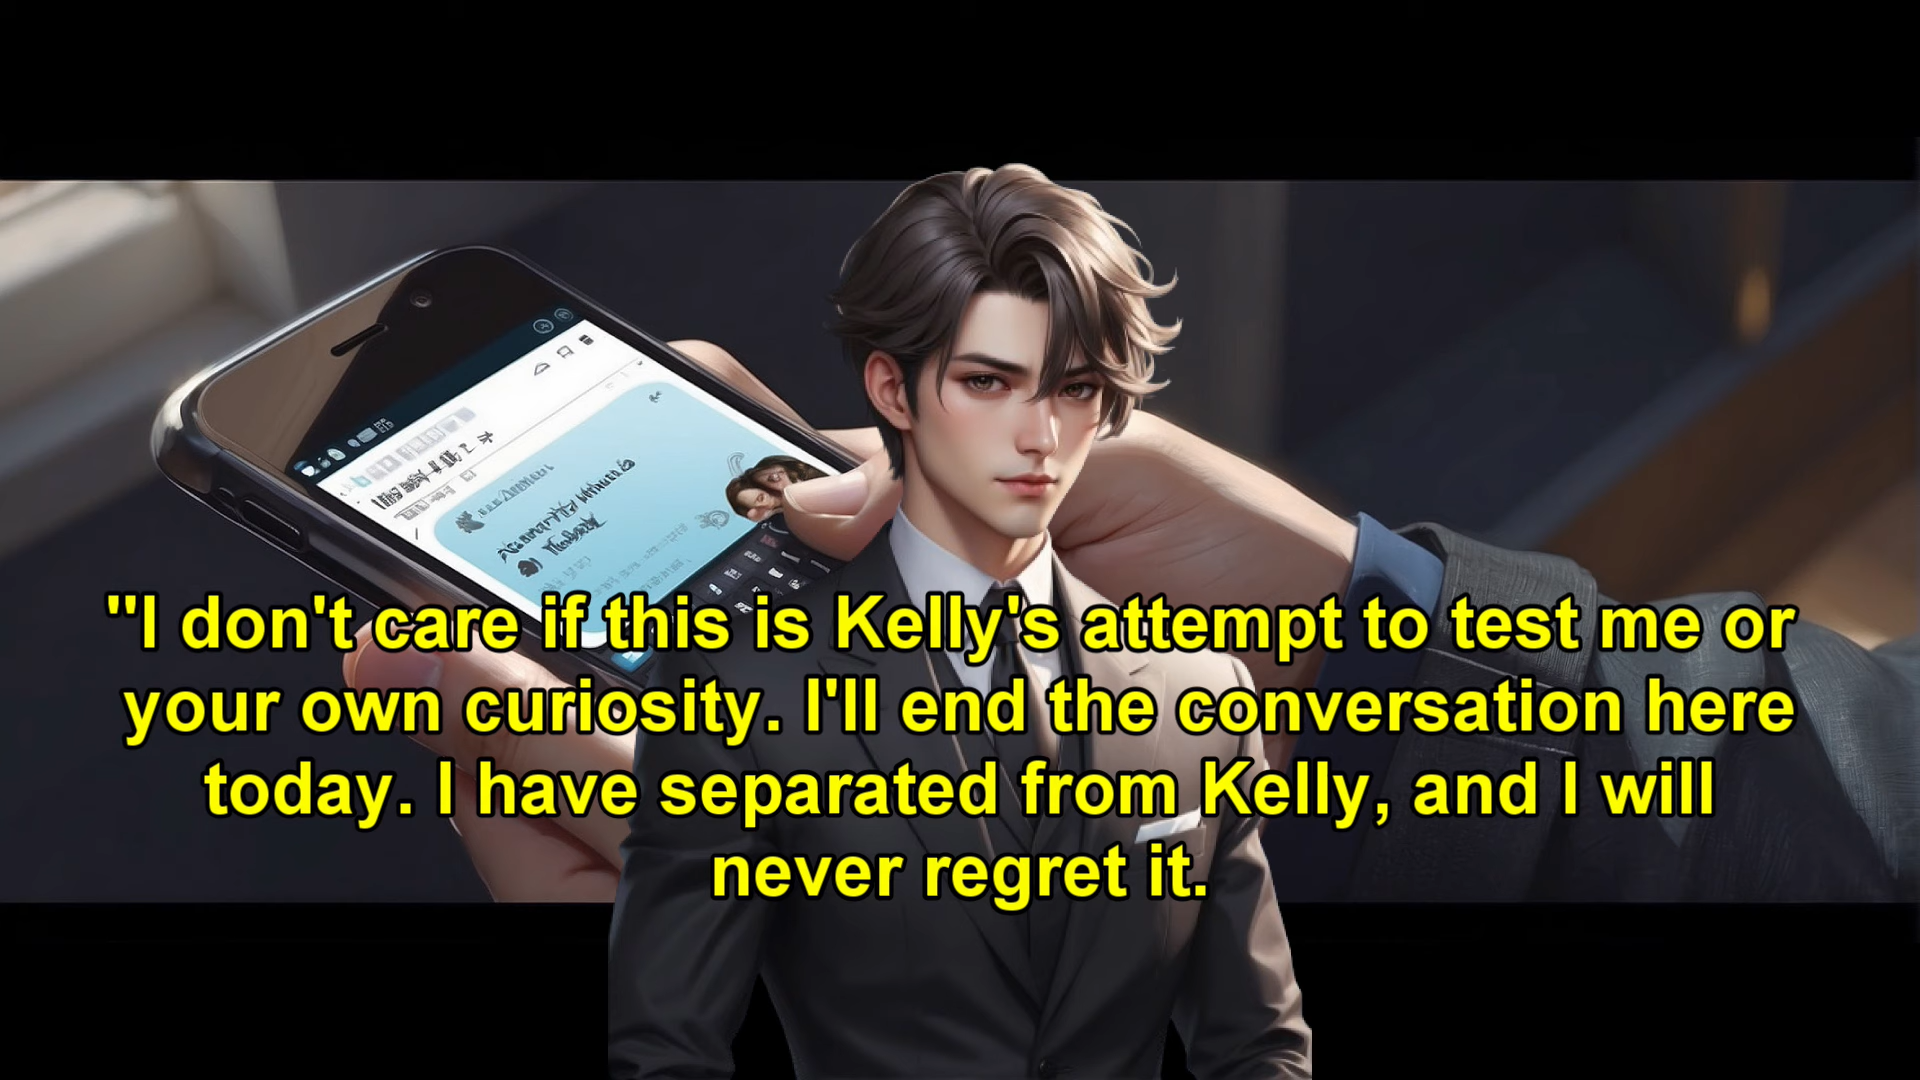 "I don't care if this is Kelly's attempt to test me or
your own curiosity. I'll end the conversation here
today. I have separated from Kelly, and I will
never regret it.